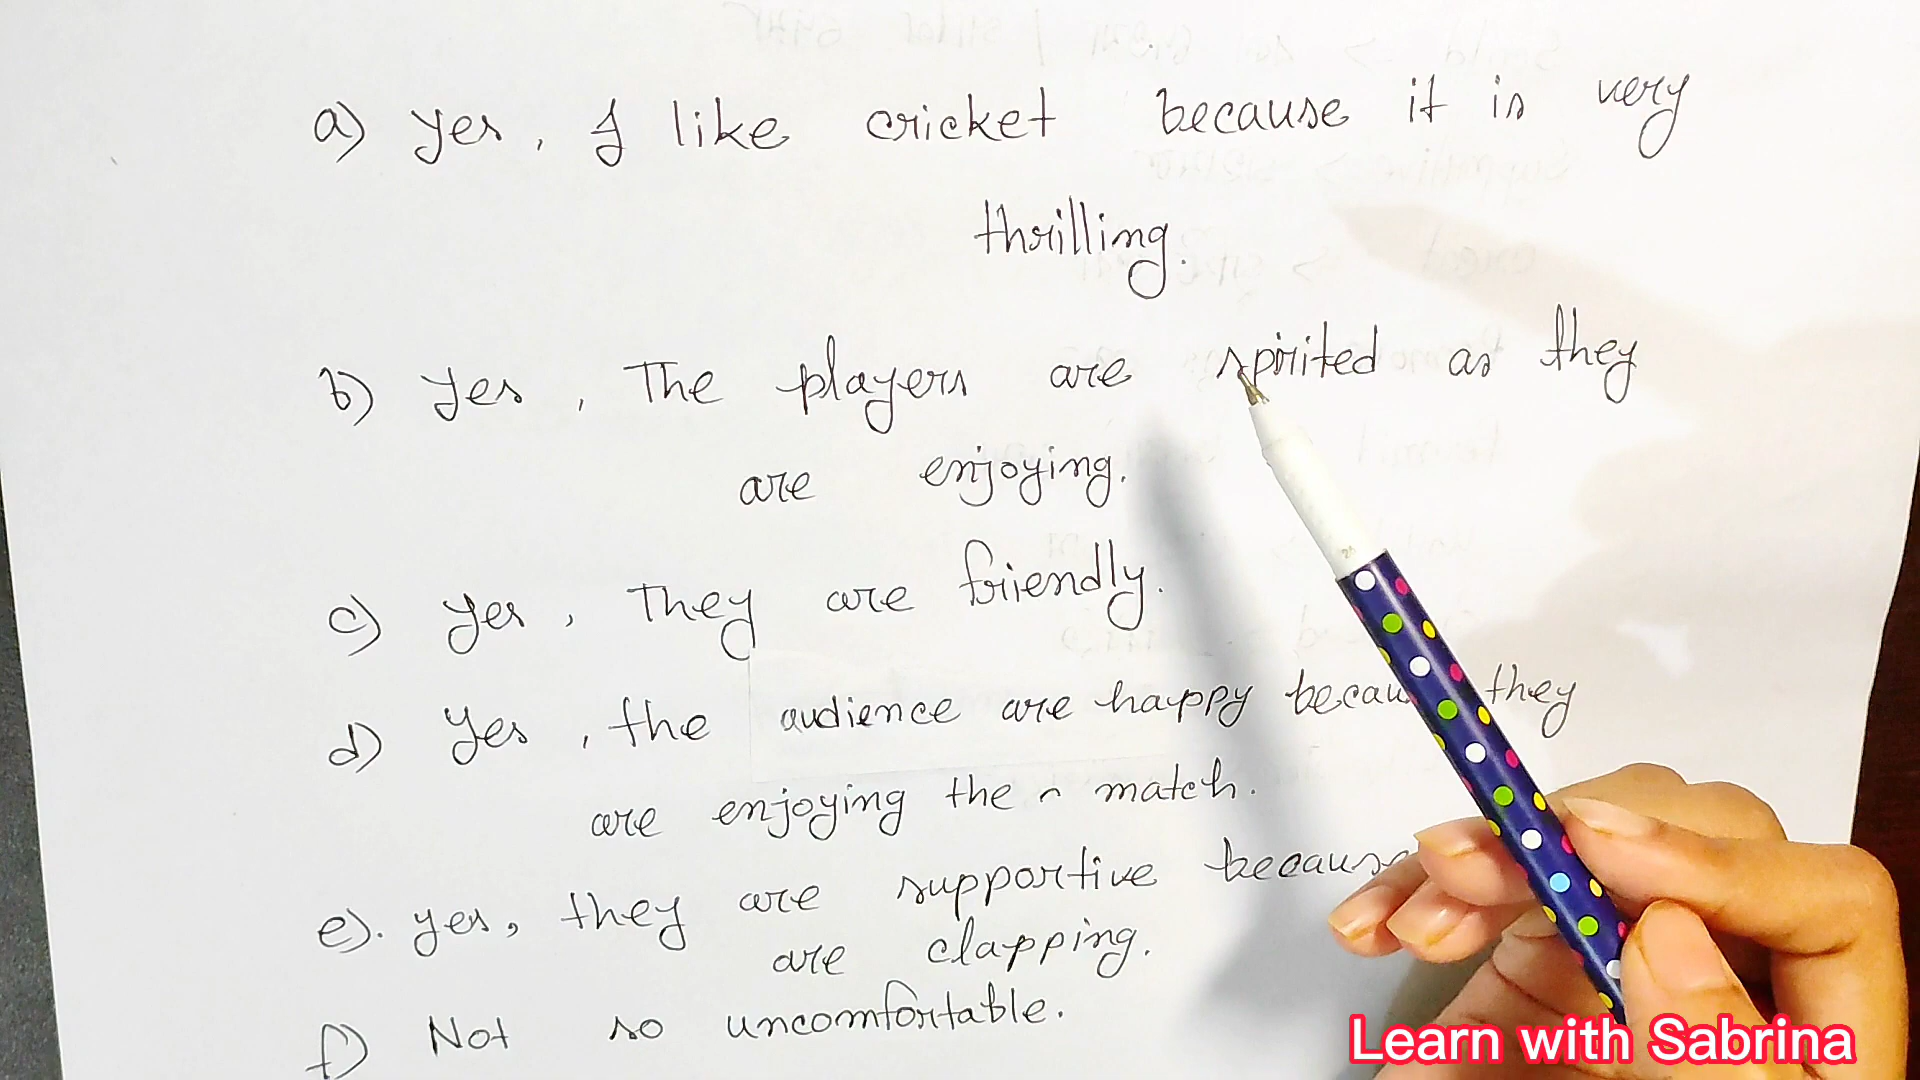 a) yes, I like cricket because it is very
thrilling.
b) yes, The players are spirited as they
are enjoying.
c) yes, They are friendly.
d) yes, the audience are happy becau they
are enjoying the match.
e). yes, they are supportive because
are clapping.
f) Not so uncomfortable.
Learn with Sabrina